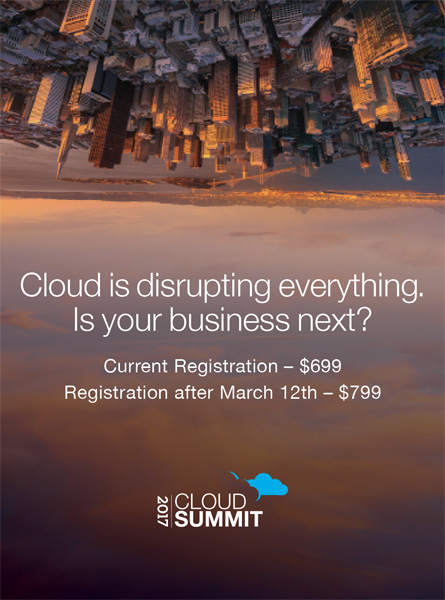 Cloud is disrupting everything.
Is your business next?
Current Registration – $699
Registration after March 12th – $799
2017
CLOUD
SUMMIT